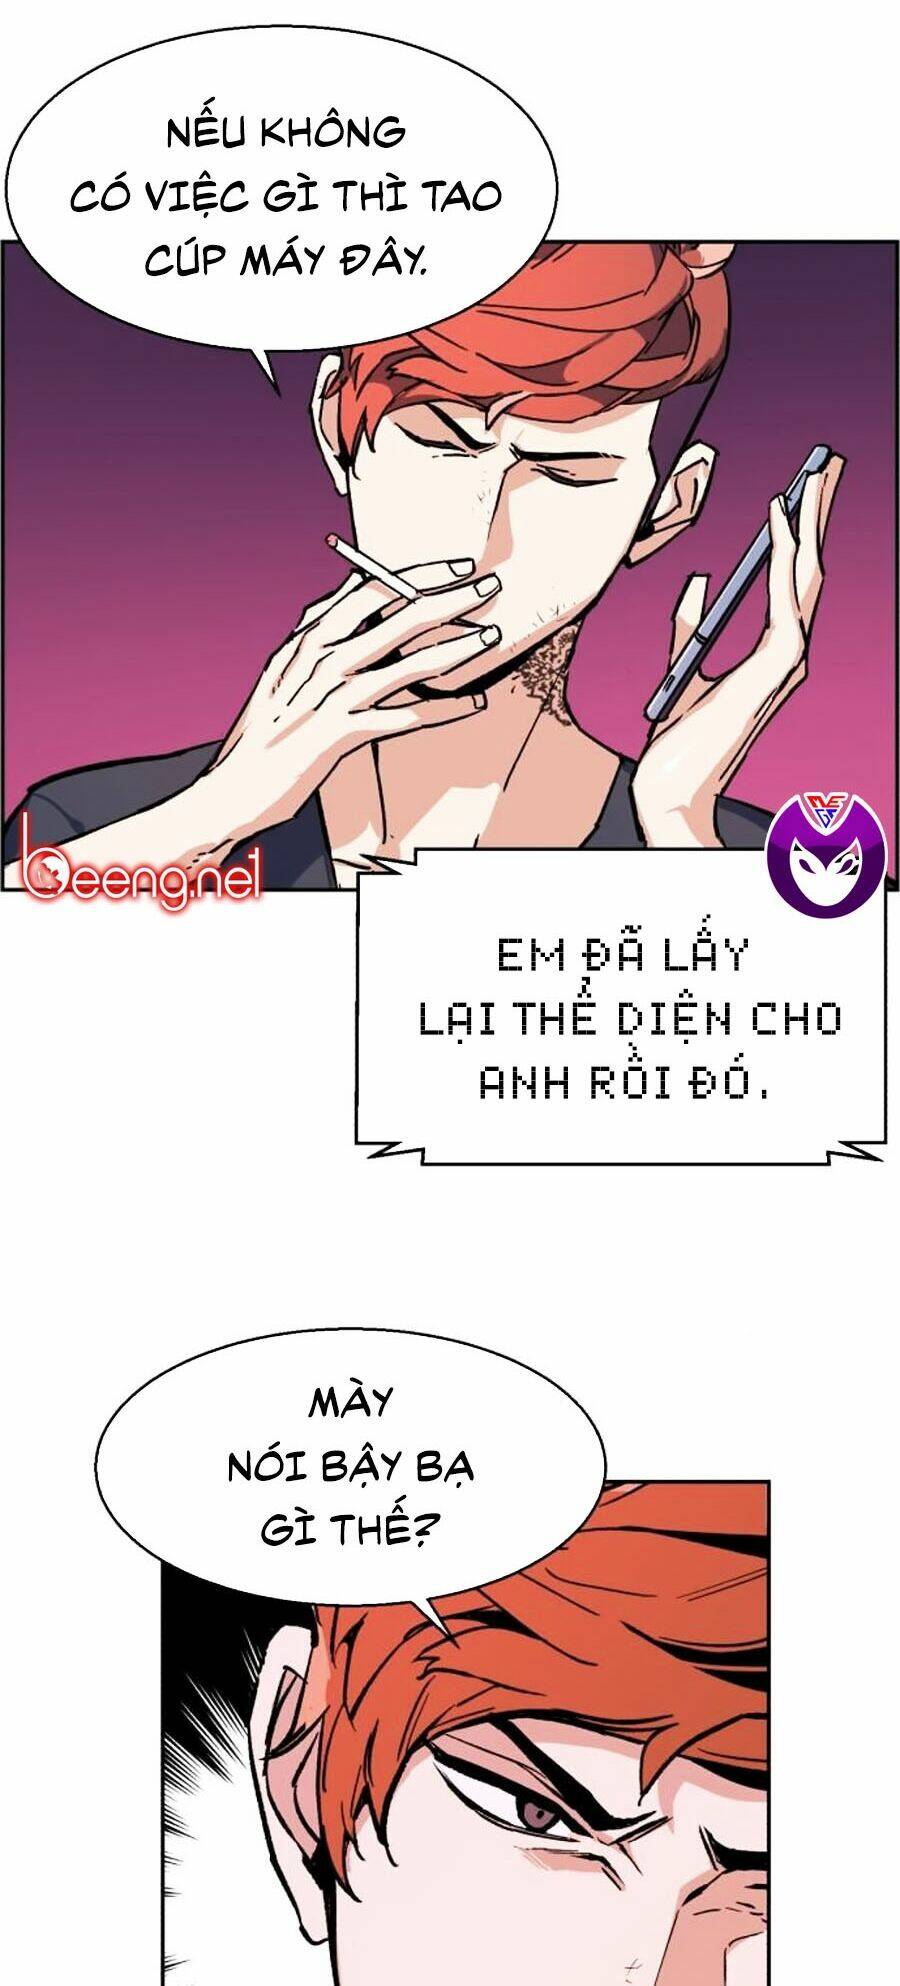 NẾU KHÔNG
CÓ VIỆC GÌ THÌ TAO
CÚP MÁY ĐÂY.
beeng.net
EM ĐÃ LẤY
LẠI THỂ DIỆN CHO
ANH RỒI ĐÓ.
MÀY
NÓI BẬY BẠ
GÌ THẾ?